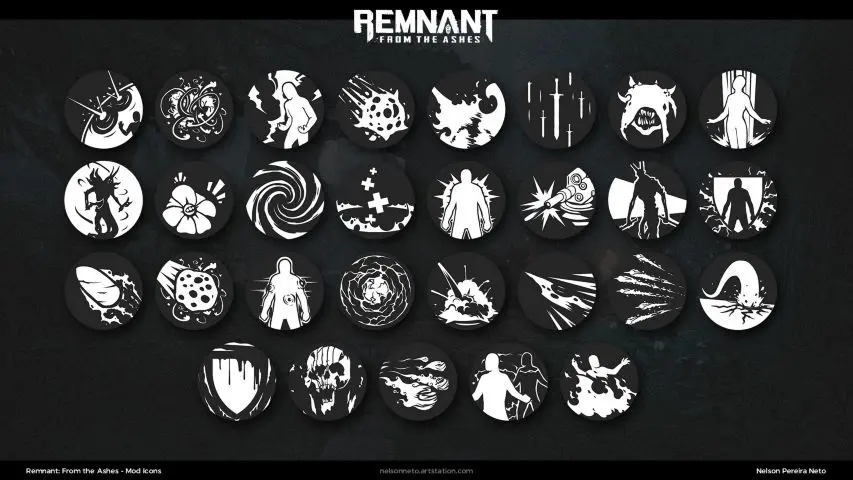 REMNANT
FROM THE ASHES
Remnant: From the Ashes - Mod icons
nelsonneto.artstation.com
Nelson Pereira Neto